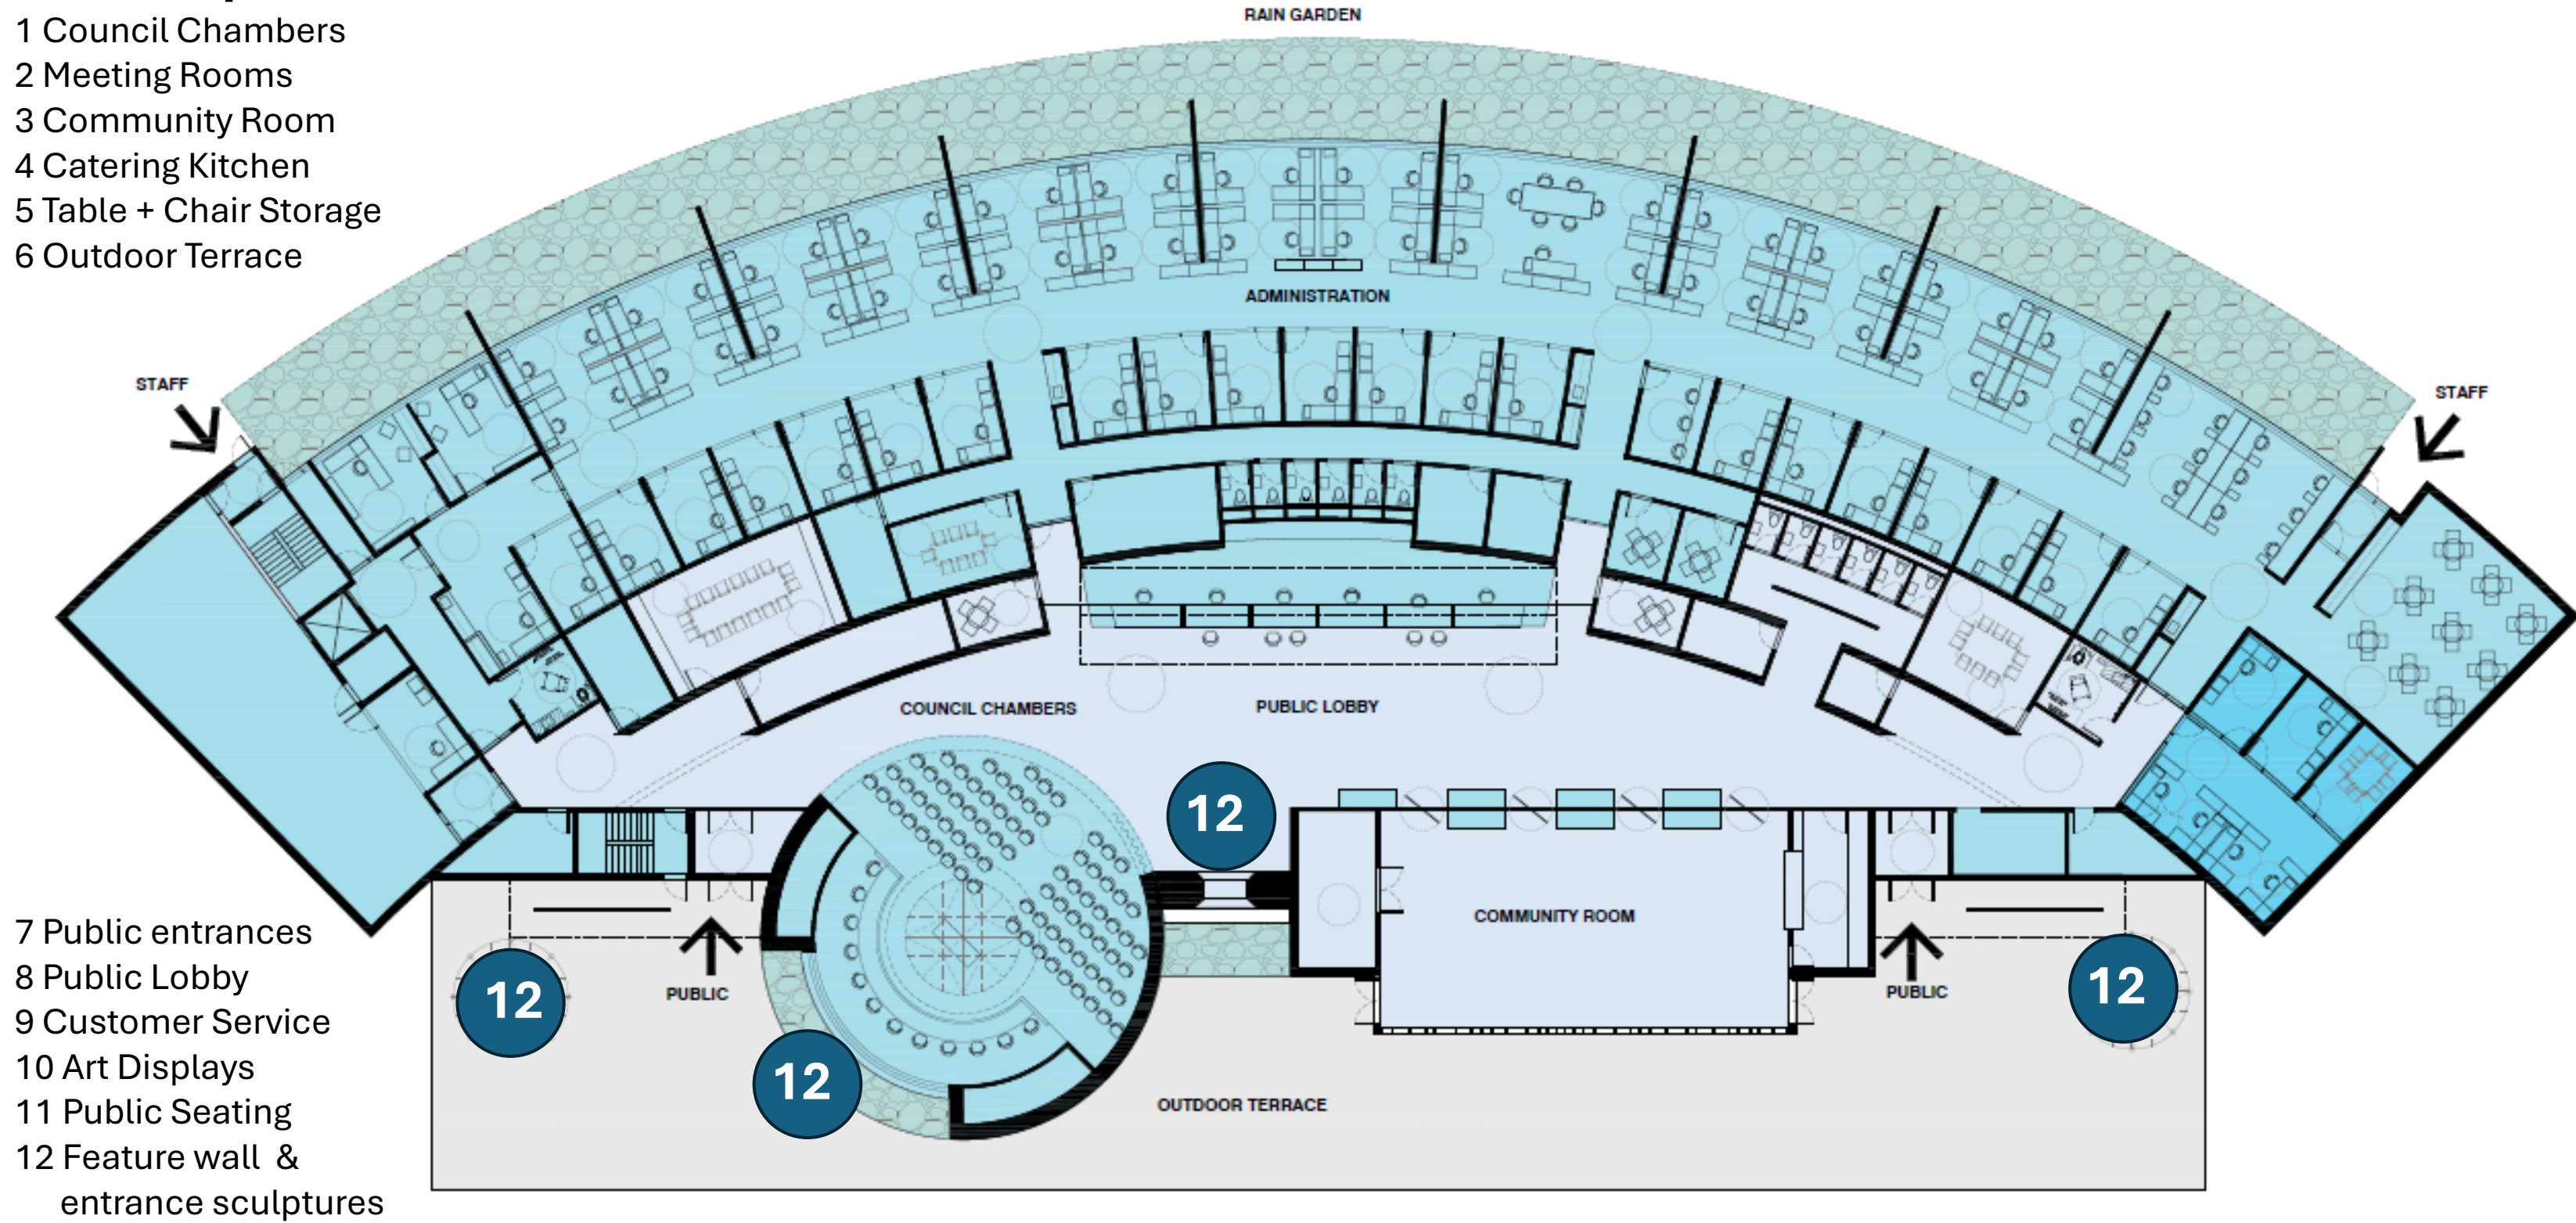 RAIN GARDEN
1 Council Chambers
2 Meeting Rooms
3 Community Room
4 Catering Kitchen
5 Table + Chair Storage
6 Outdoor Terrace
ADMINISTRATION
STAFF
STAFF
COUNCIL CHAMBERS
PUBLIC LOBBY
12
COMMUNITY ROOM
7 Public entrances
8 Public Lobby
9 Customer Service
10 Art Displays
11 Public Seating
12 Feature wall &
entrance sculptures
12
PUBLIC
PUBLIC
12
12
OUTDOOR TERRACE